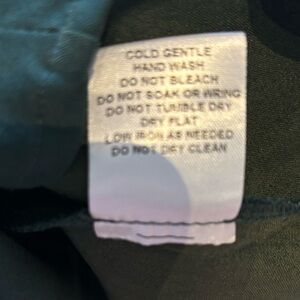 COLD GENTLE
HAND WASH
DO NOT BLEACH
DO NOT SOAK OR WRING
DO NOT TUMBLE DRY
DRY FLAT
LOW IRON AS NEEDED
DO NOT DRY CLEAN